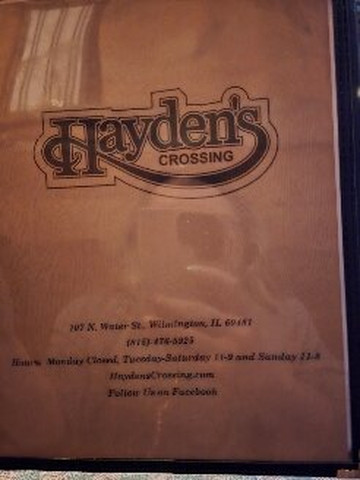 Hayden's
CROSSING
107 N. Water St., Wilmington, IL 60481
(815) 476-5925
Hours: Monday Closed, Tuesday-Saturday 11-9 and Sunday 11-8
HaydensCrossing.com
Follow Us on Facebook